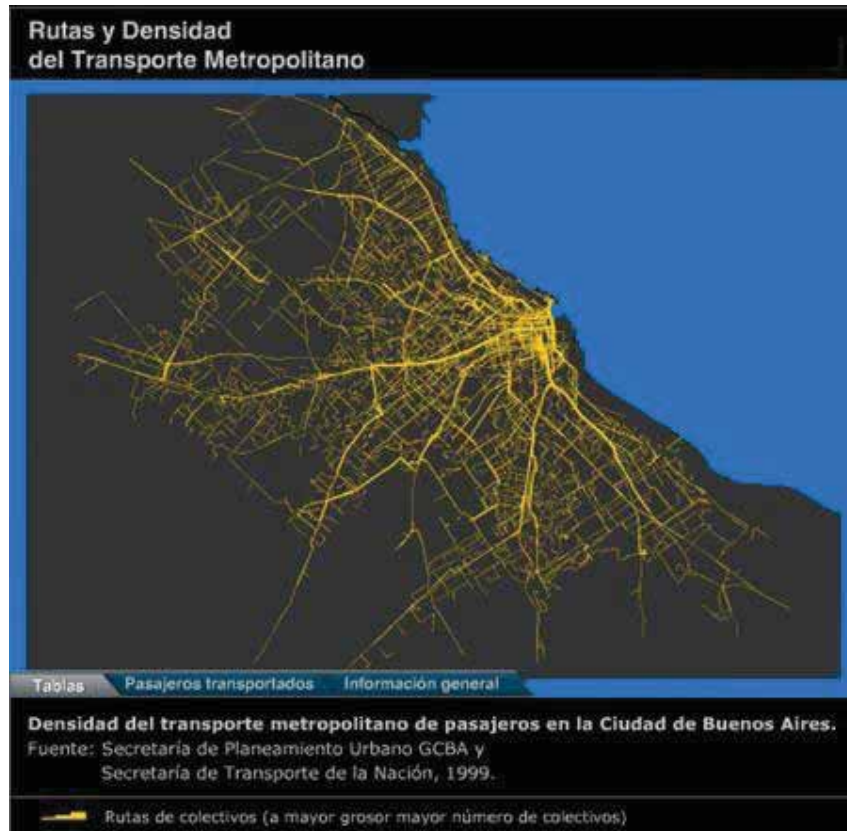 Rutas y Densidad
del Transporte Metropolitano
Tablas
Pasajeros transportados
Información general
Densidad del transporte metropolitano de pasajeros en la Ciudad de Buenos Aires.
Fuente: Secretaría de Planeamiento Urbano GCBA y
Secretaría de Transporte de la Nación, 1999.
Rutas de colectivos (a mayor grosor mayor número de colectivos)